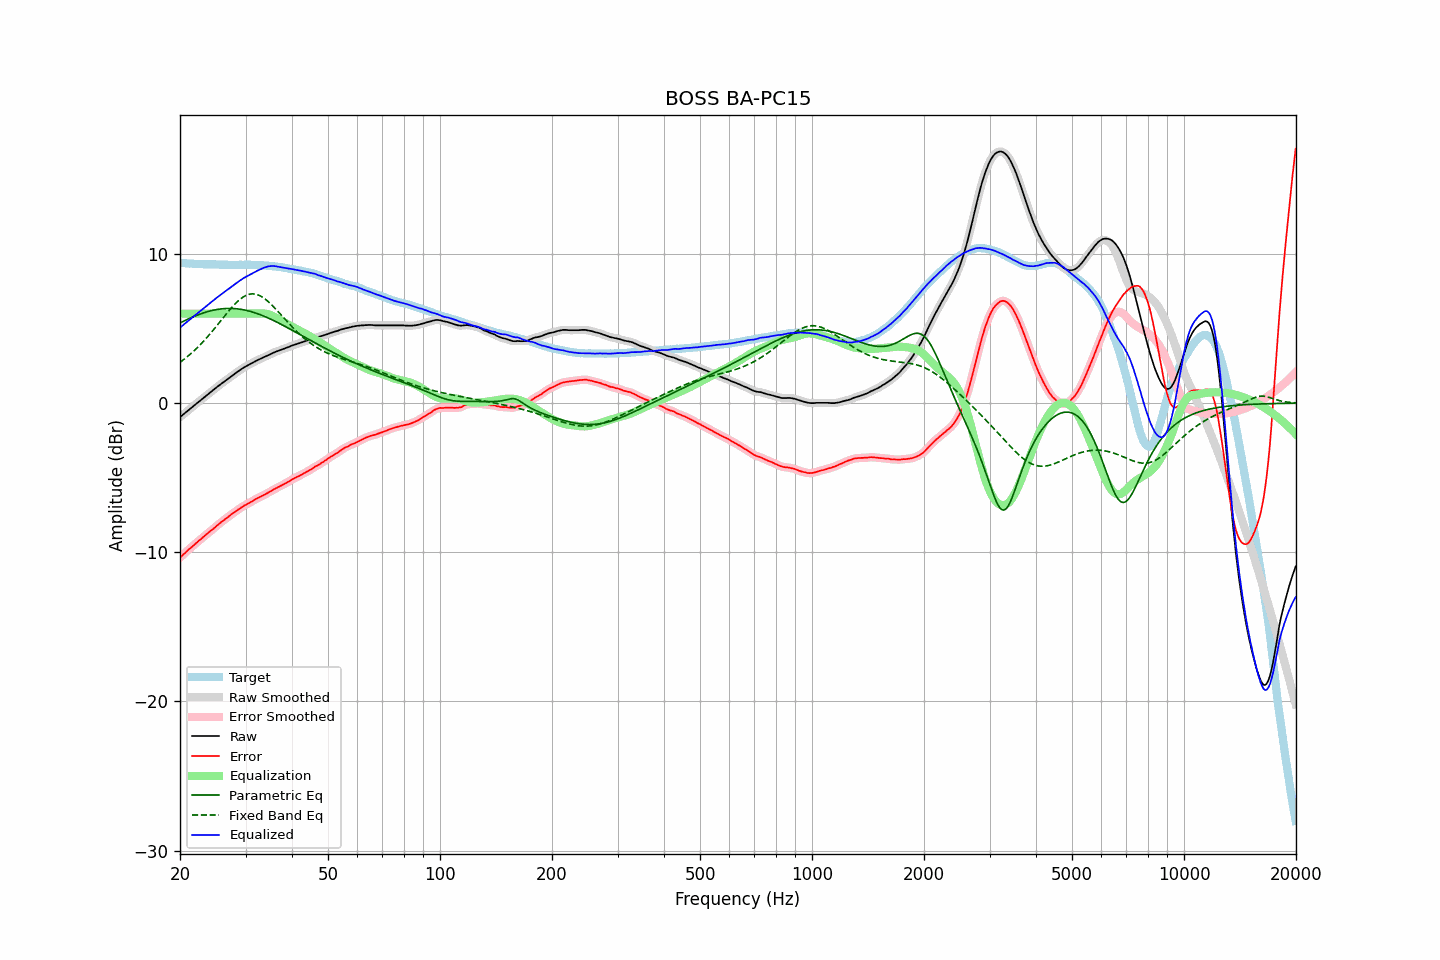 BOSS BA-PC15
Amplitude (dBr)
10
0
−10
−20
−30
Target
Raw Smoothed
Error Smoothed
Raw
Error
Equalization
Parametric Eq
Fixed Band Eq
Equalized
20 50 100 200 500 1000 2000 5000 10000 20000
Frequency (Hz)